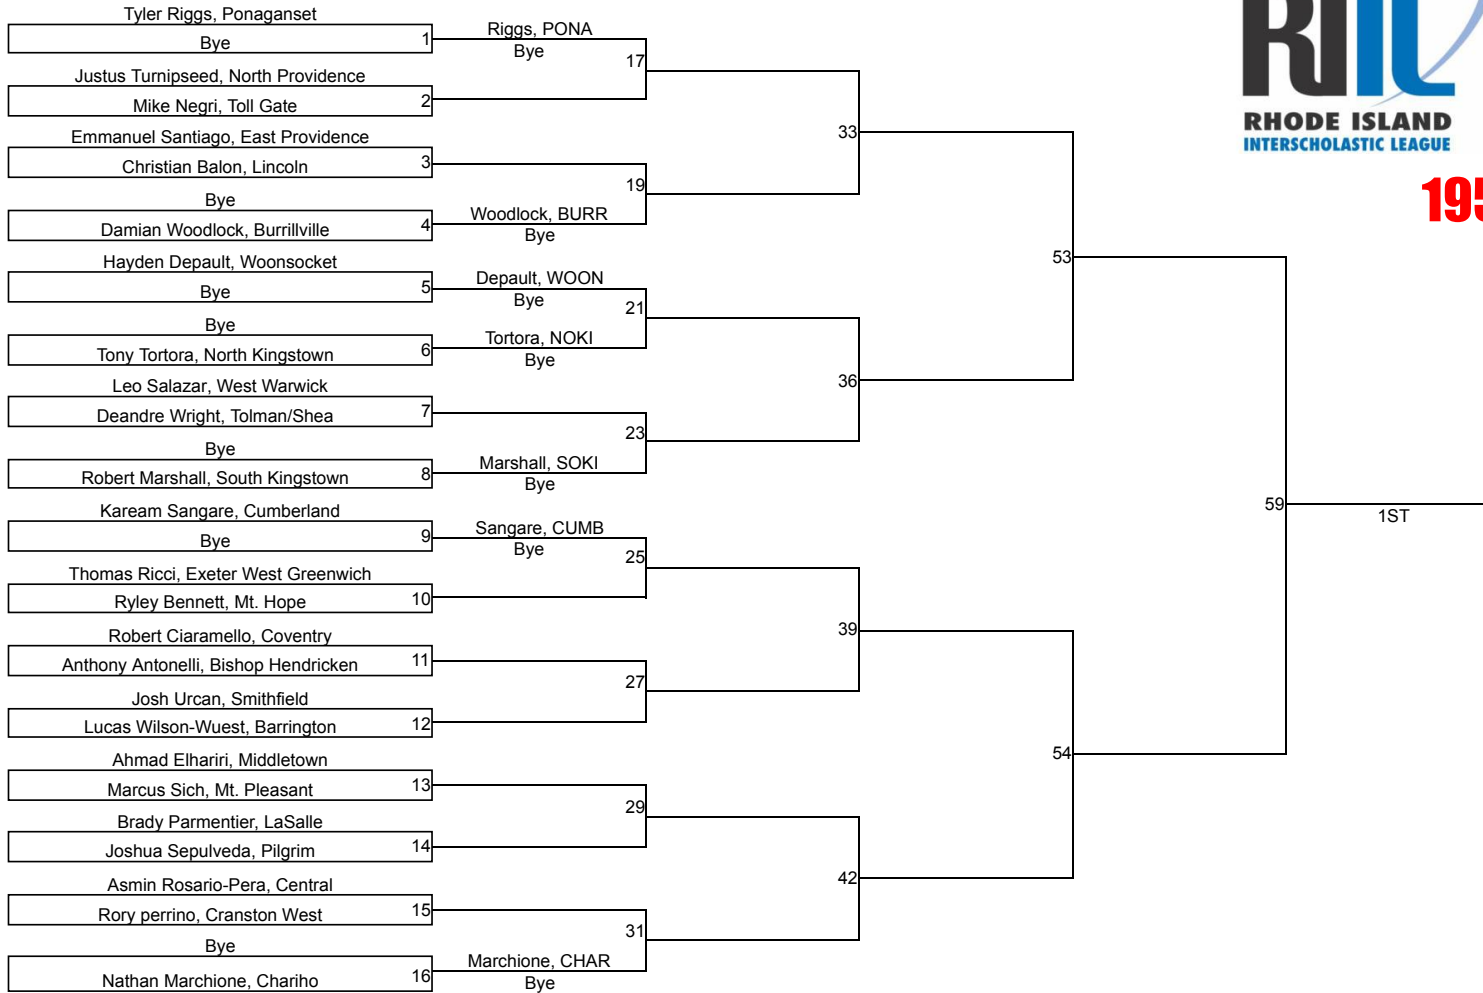 Tyler Riggs, Ponaganset
Bye
1
Riggs, PONA
Bye
17
Justus Turnipseed, North Providence
Mike Negri, Toll Gate
2
33
Emmanuel Santiago, East Providence
Christian Balon, Lincoln
3
19
Bye
Damian Woodlock, Burrillville
4
Woodlock, BURR
Bye
53
Hayden Depault, Woonsocket
Bye
5
Depault, WOON
Bye
21
Bye
Tony Tortora, North Kingstown
6
Tortora, NOKI
Bye
36
Leo Salazar, West Warwick
Deandre Wright, Tolman/Shea
7
23
Bye
Robert Marshall, South Kingstown
8
Marshall, SOKI
Bye
59
1ST
Kaream Sangare, Cumberland
Bye
9
Sangare, CUMB
Bye
25
Thomas Ricci, Exeter West Greenwich
Ryley Bennett, Mt. Hope
10
39
Robert Ciaramello, Coventry
Anthony Antonelli, Bishop Hendricken
11
27
Josh Urcan, Smithfield
Lucas Wilson-Wuest, Barrington
12
54
Ahmad Elhariri, Middletown
Marcus Sich, Mt. Pleasant
13
29
Brady Parmentier, LaSalle
Joshua Sepulveda, Pilgrim
14
42
Asmin Rosario-Pera, Central
Rory perrino, Cranston West
15
31
Bye
Nathan Marchione, Chariho
16
Marchione, CHAR
Bye
RIIL
RHODE ISLAND
INTERSCHOLASTIC LEAGUE
195